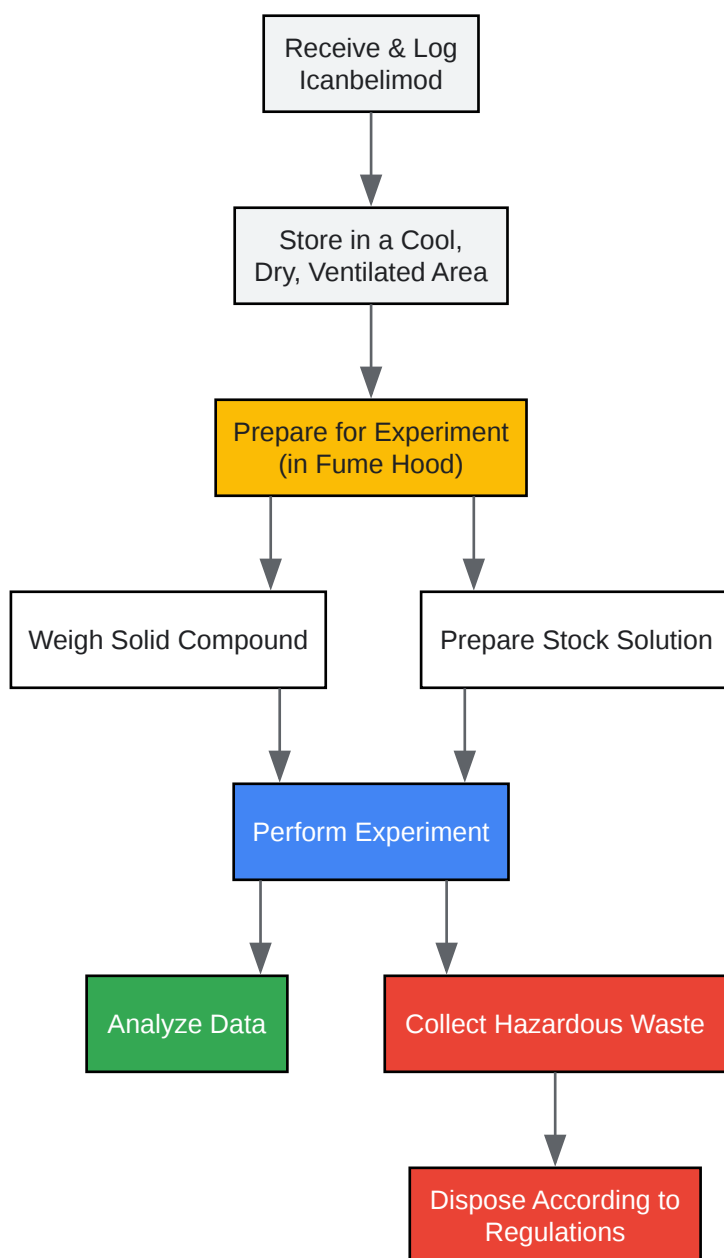 Receive & Log
Icanbelimod
Store in a Cool,
Dry, Ventilated Area
Prepare for Experiment
(in Fume Hood)
Weigh Solid Compound
Prepare Stock Solution
Perform Experiment
Analyze Data
Collect Hazardous Waste
Dispose According to
Regulations